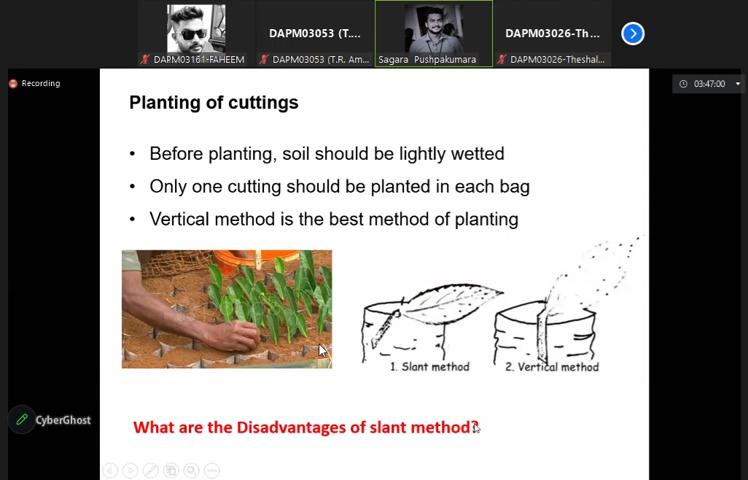 DAPM03053 (T....
DAPM03026-Th...
DAPM03161-FAHEEM
DAPM03053 (T.R. Am...
Sagara Pushpakumara
DAPM03026-Theshal...
Recording
03:47:00
Planting of cuttings
• Before planting, soil should be lightly wetted
• Only one cutting should be planted in each bag
• Vertical method is the best method of planting
1. Slant method
2. Vertical method
CyberGhost
What are the Disadvantages of slant method?